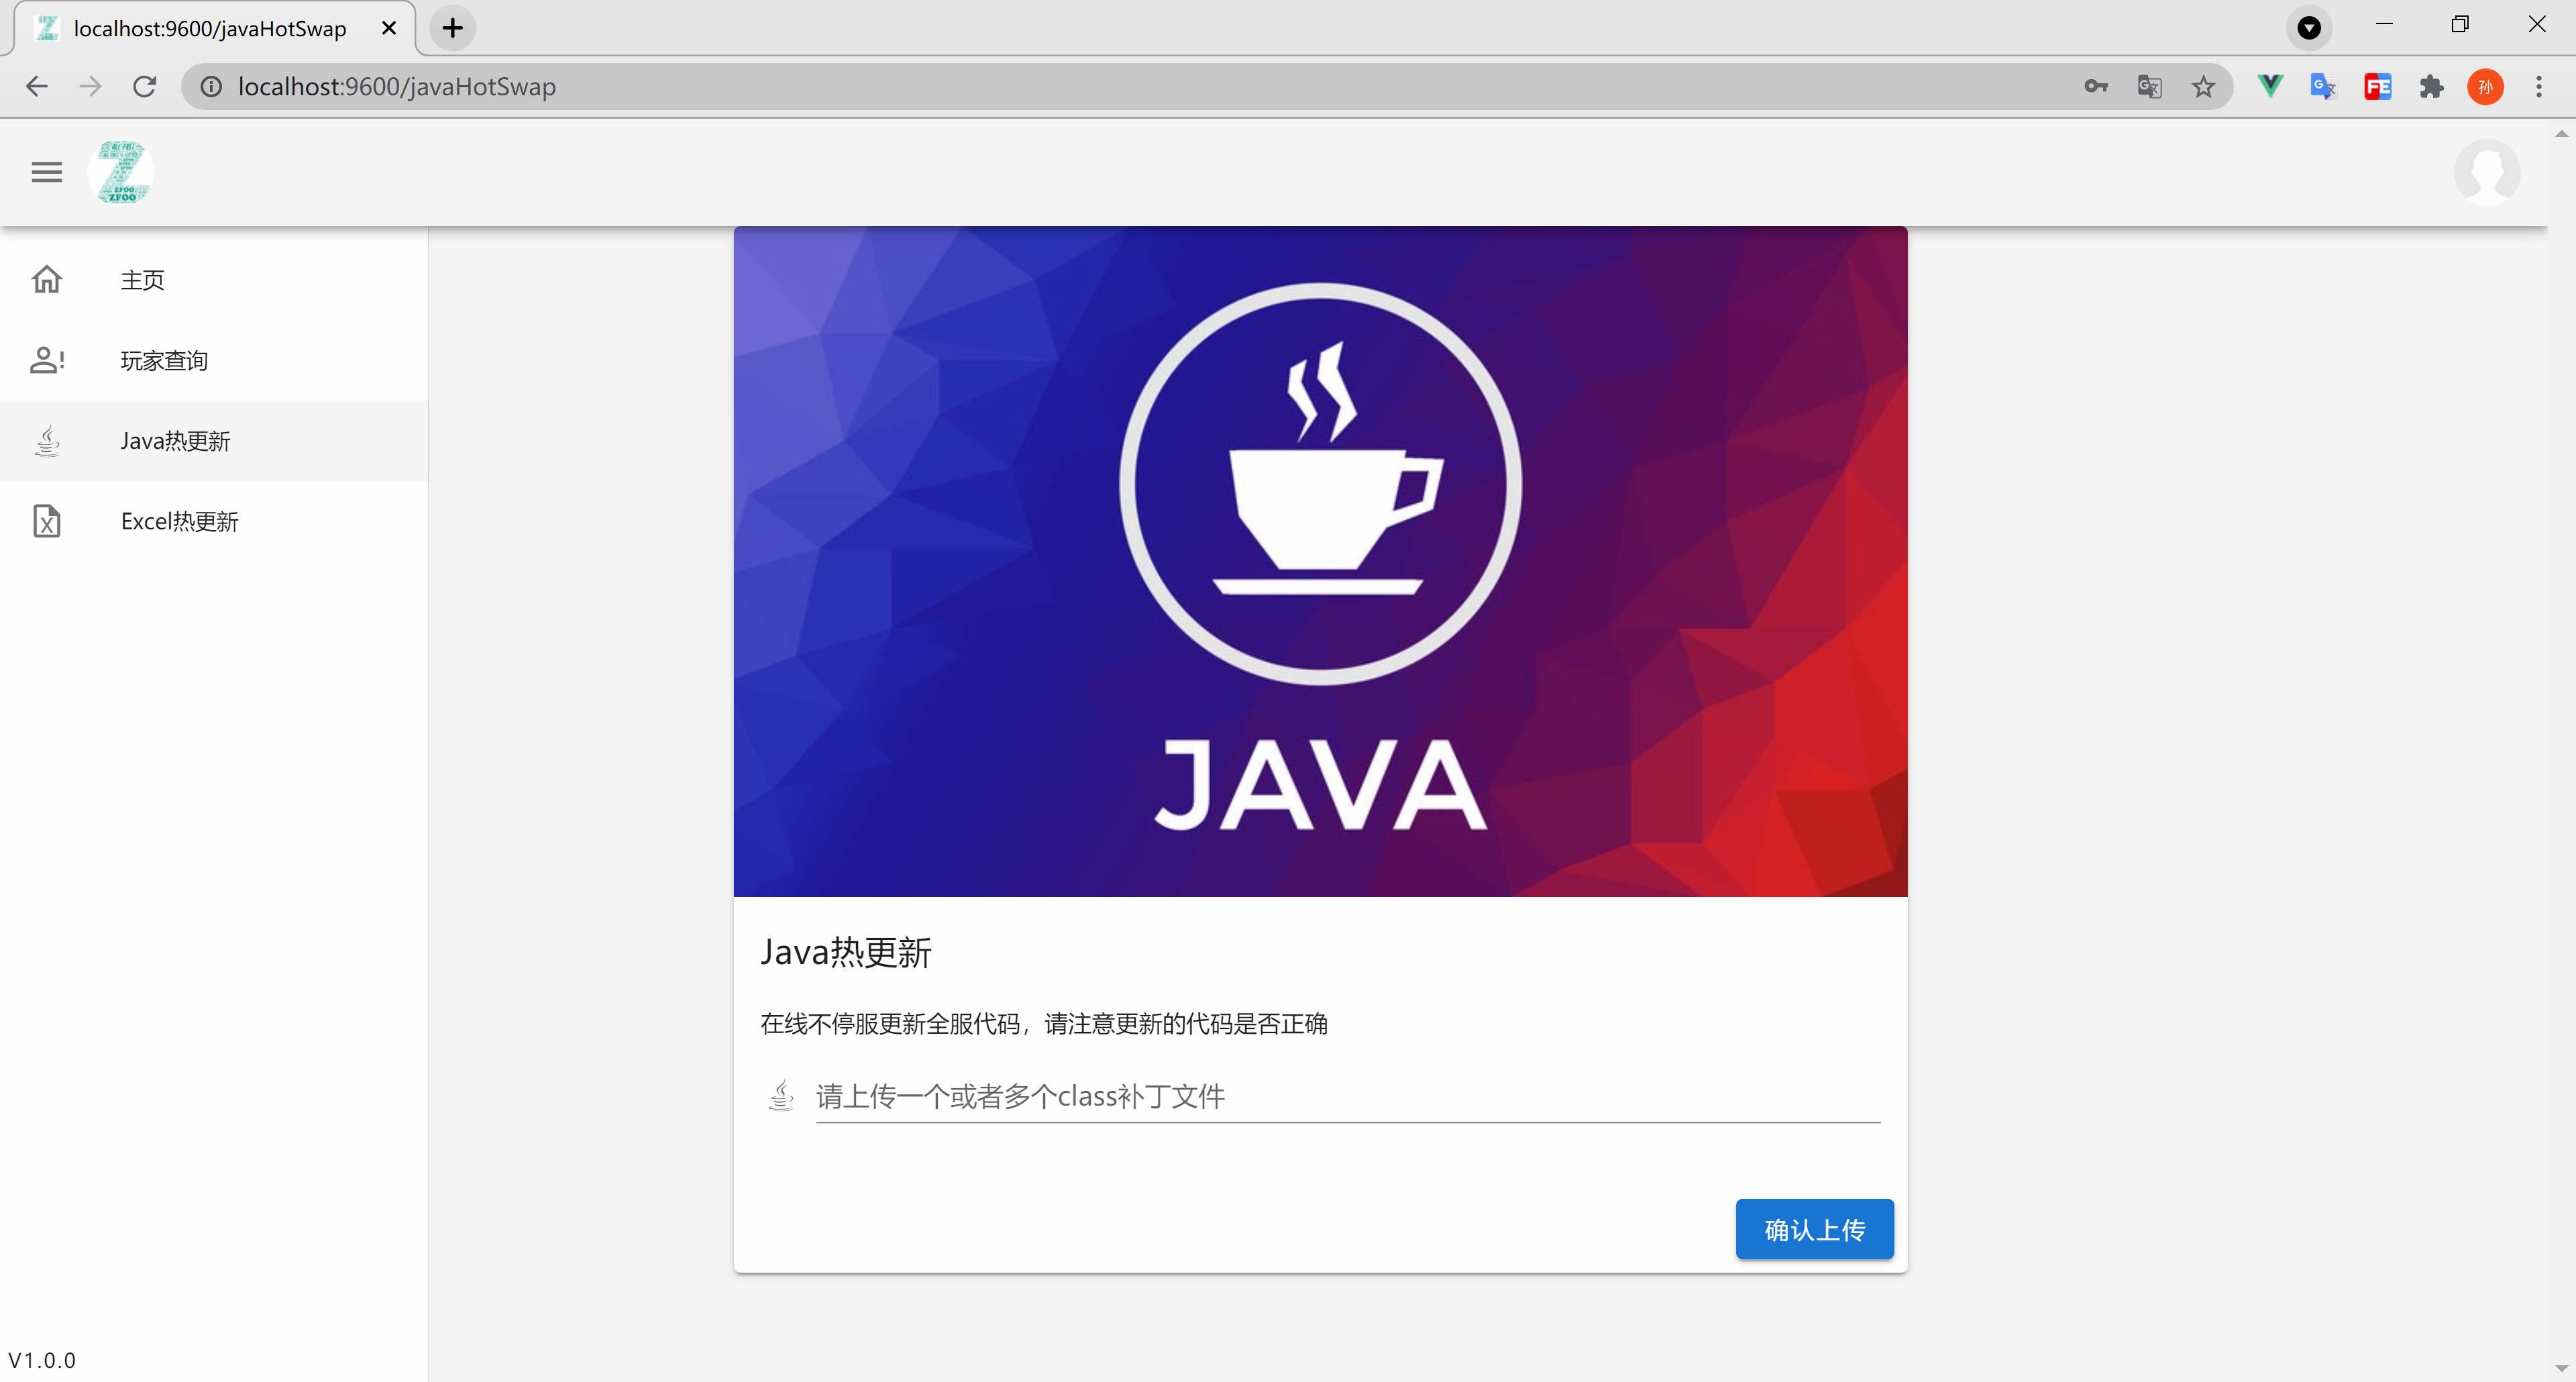 localhost:9600/javaHotSwap
localhost:9600/javaHotSwap
FE
孙
ZFOO
主页
玩家查询
Java热更新
Excel热更新
JAVA
Java热更新
在线不停服更新全服代码，请注意更新的代码是否正确
请上传一个或者多个class补丁文件
确认上传
V1.0.0